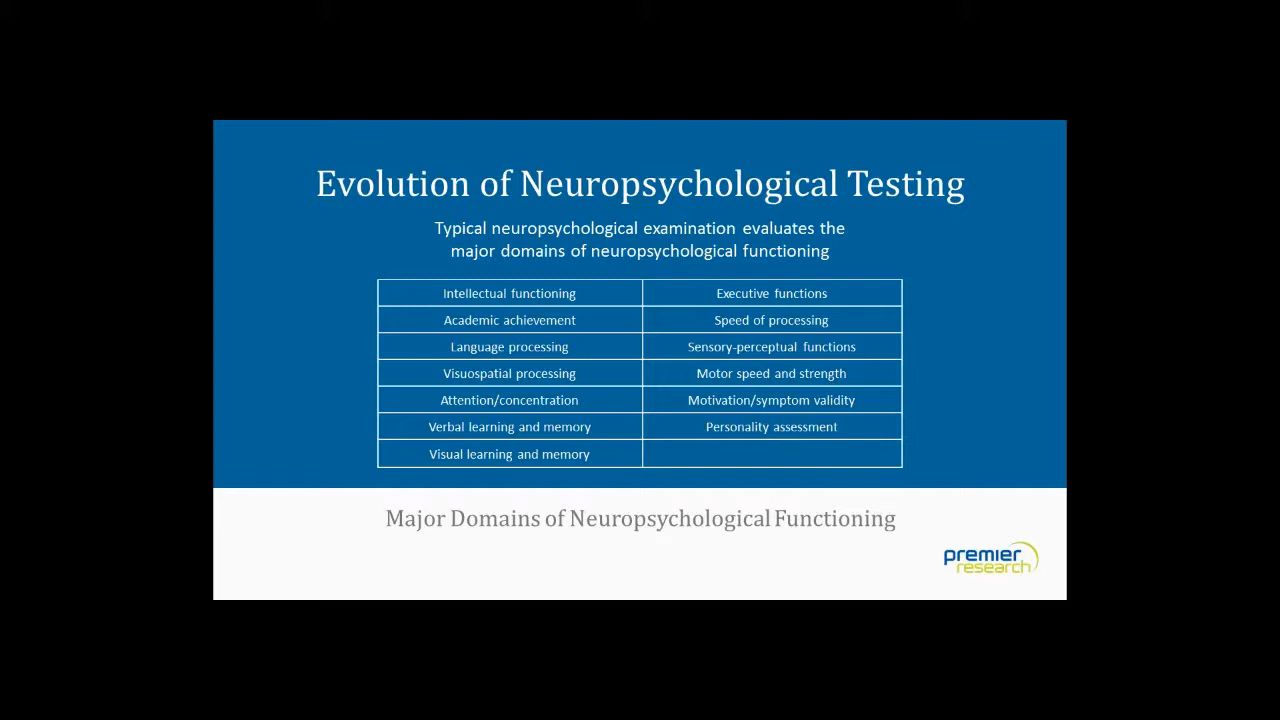 Evolution of Neuropsychological Testing
Typical neuropsychological examination evaluates the
major domains of neuropsychological functioning
Intellectual functioning
Executive functions
Academic achievement
Speed of processing
Language processing
Sensory-perceptual functions
Visuospatial processing
Motor speed and strength
Attention/concentration
Motivation/symptom validity
Verbal learning and memory
Personality assessment
Visual learning and memory
Major Domains of Neuropsychological Functioning
premier
research